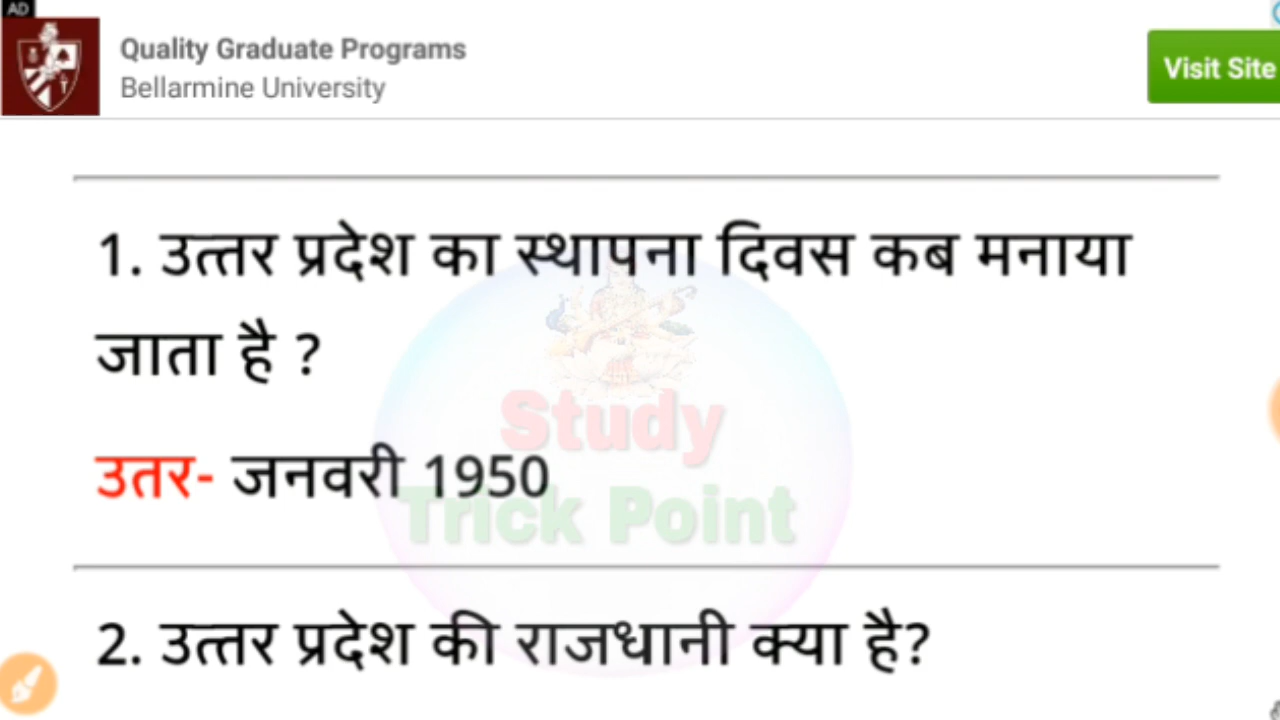 AD
Quality Graduate Programs
Bellarmine University
Visit Site
1. उत्तर प्रदेश का स्थापना दिवस कब मनाया
जाता है ?
उतर- जनवरी 1950
Study
Trick Point
2. उत्तर प्रदेश की राजधानी क्या है?